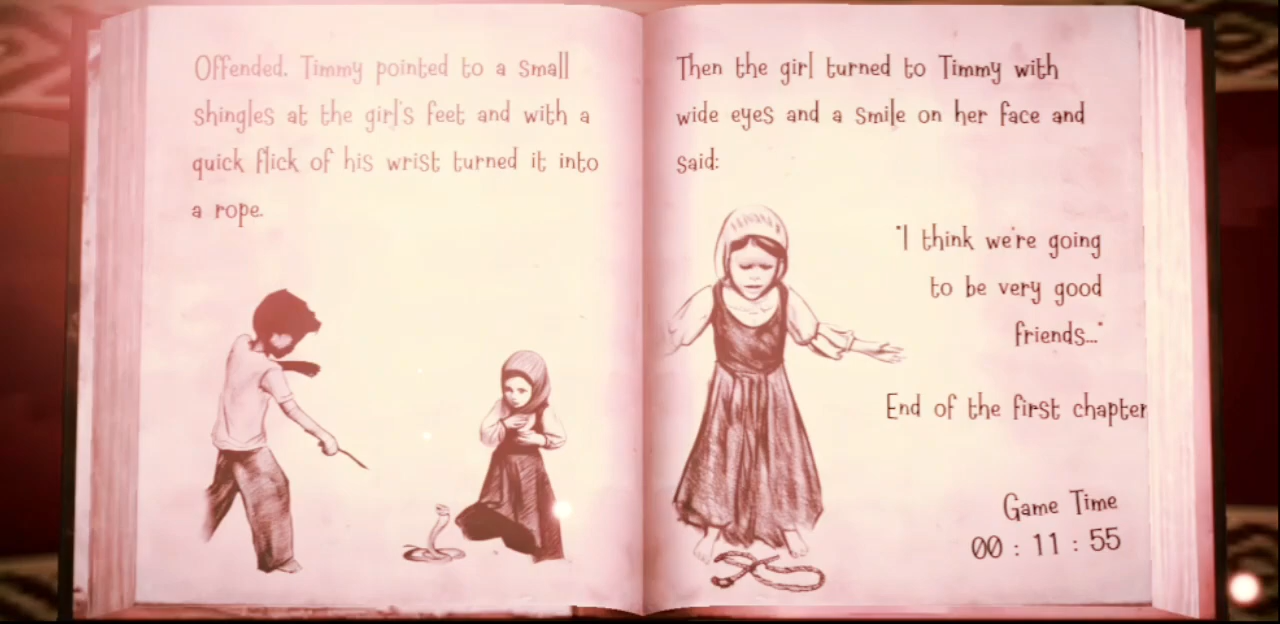 Offended. Timmy pointed to a small
shingles at the girl's feet and with a
quick flick of his wrist turned it into
a rope.
Then the girl turned to Timmy with
wide eyes and a smile on her face and
said:
"I think we're going
to be very good
friends..."
End of the first chapter
Game Time
00 : 11 : 55